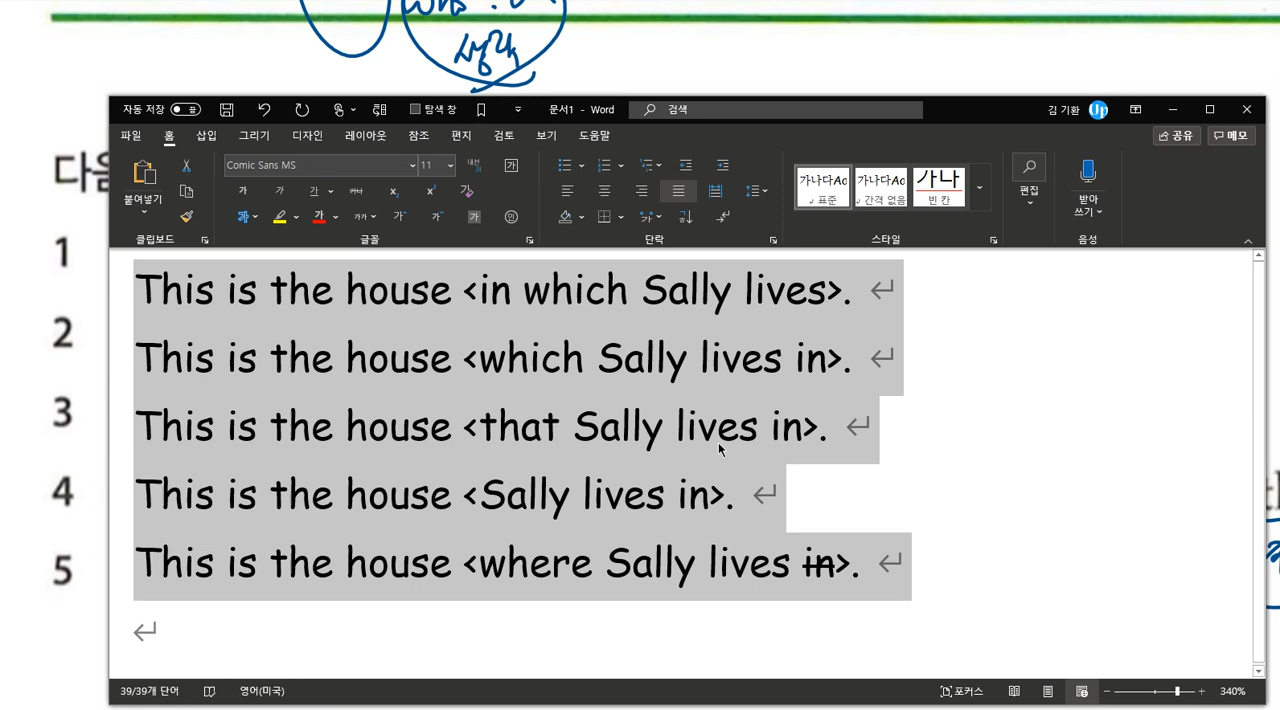 생략
자동 저장 끔 탐색 창 문서1 - Word 검색 김 기환 Up
파일 홈 삽입 그리기 디자인 레이아웃 참조 편지 검토 보기 도움말 공유 메모
다음
붙여넣기 Comic Sans MS 11 가나다Ac 가나다Ac 가나 편집 받아쓰기
↲ 표준 ↲ 간격 없음 빈 칸
클립보드 글꼴 단락 스타일 음성
1
2
3
4
5
This is the house <in which Sally lives>.
This is the house <which Sally lives in>.
This is the house <that Sally lives in>.
This is the house <Sally lives in>.
This is the house <where Sally lives in>.
39/39개 단어 영어(미국) 포커스 340%